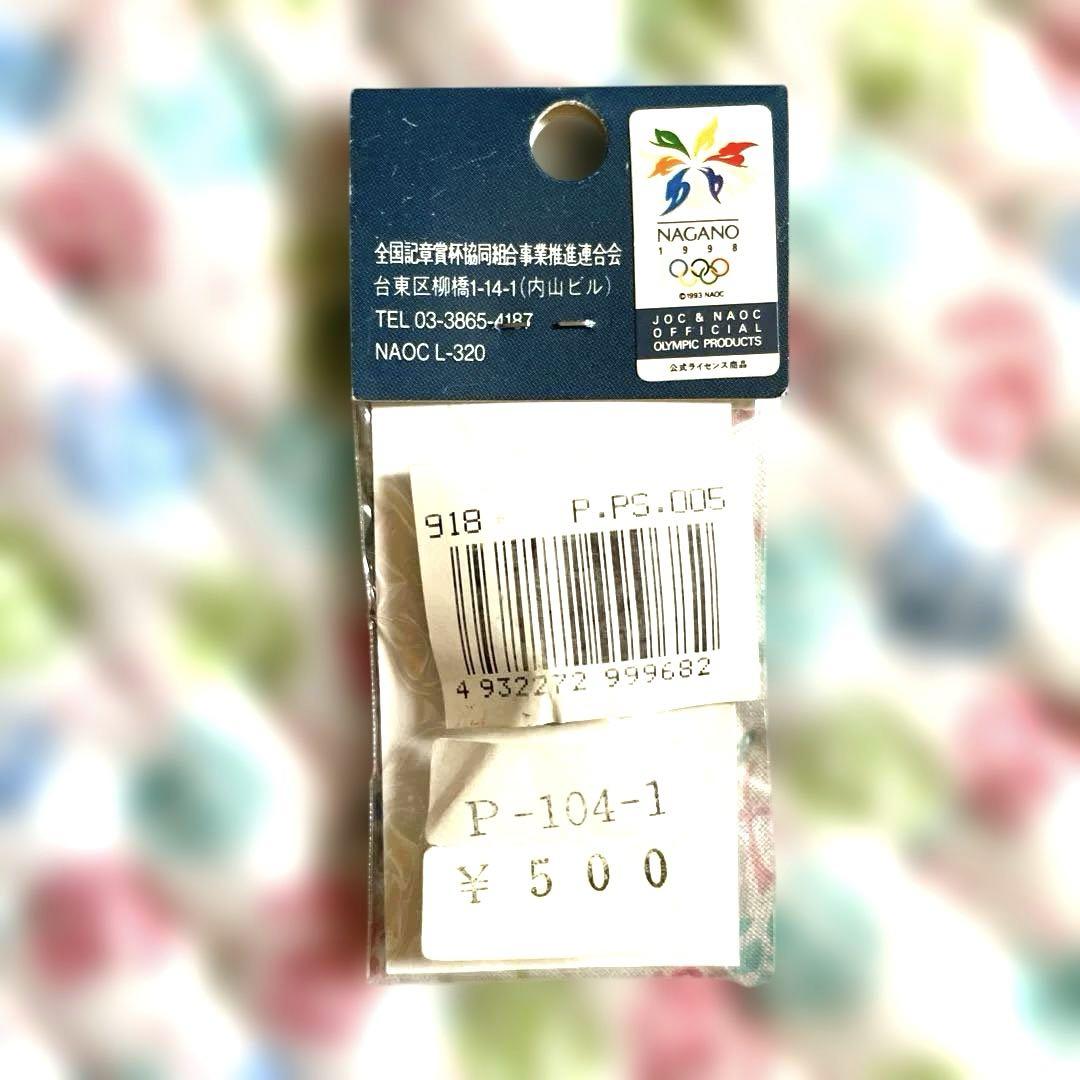 全国記章賞杯協同組合事業推進連合会
台東区柳橋1-14-1(内山ビル)
TEL 03-3865-4187
NAOC L-320
NAGANO
1998
©1993 NAOC
JOC & NAOC
OFFICIAL
OLYMPIC PRODUCTS
公式ライセンス商品
918 P.PS.005
4 932272 999682
P-104-1
¥500